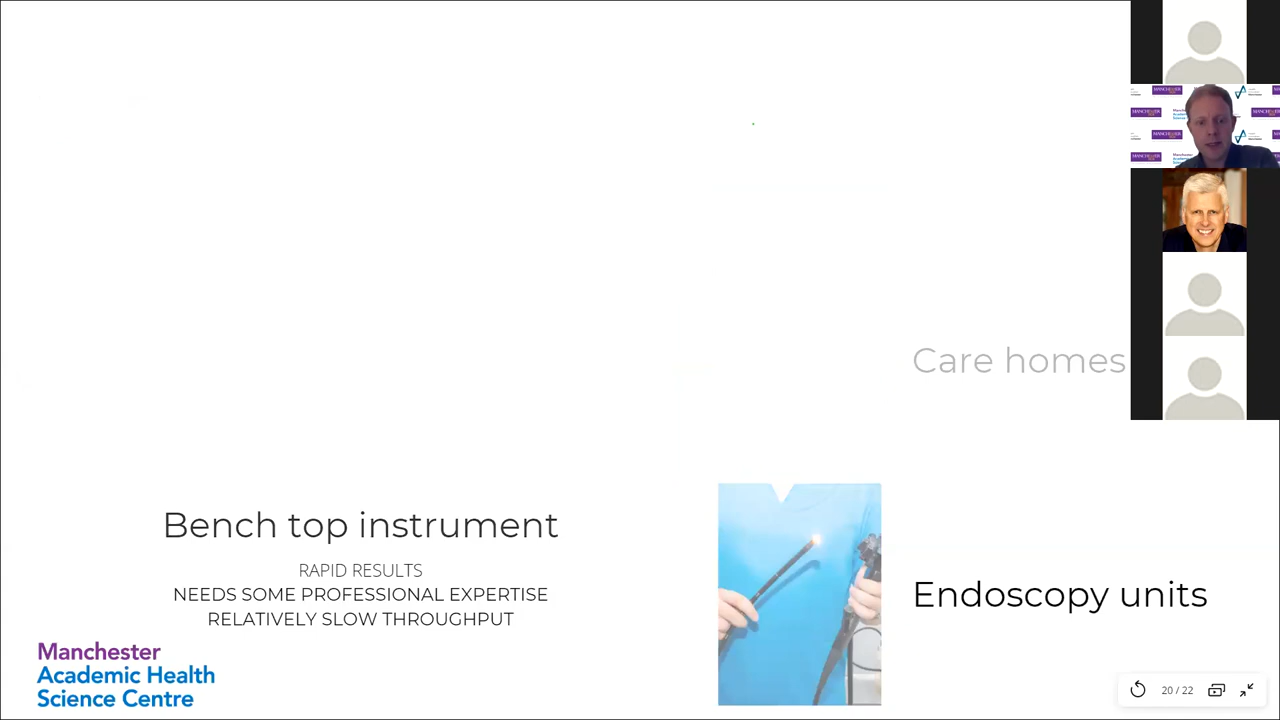 Care homes
Bench top instrument
RAPID RESULTS
NEEDS SOME PROFESSIONAL EXPERTISE
RELATIVELY SLOW THROUGHPUT
Endoscopy units
Manchester
Academic Health
Science Centre
20 / 22